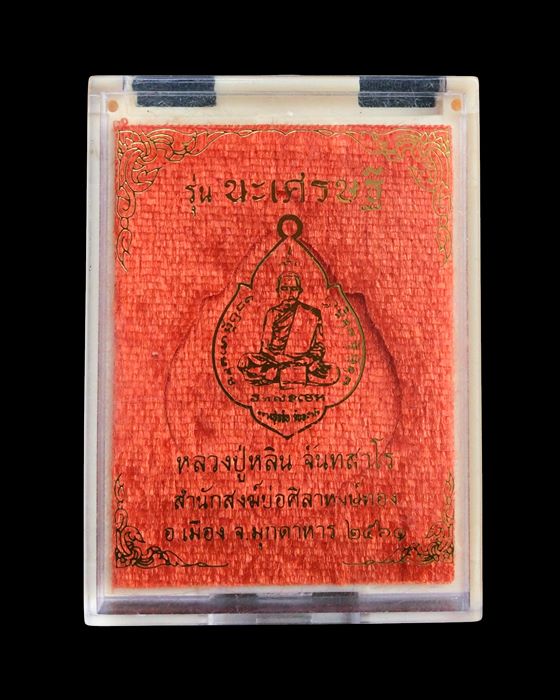 รุ่น นะเศรษฐี
หลวงปู่หลิน จันทสาโร
สำนักสงฆ์บ่อศิลาหงษ์ทอง
อ.เมือง จ.มุกดาหาร ๒๕๖๑